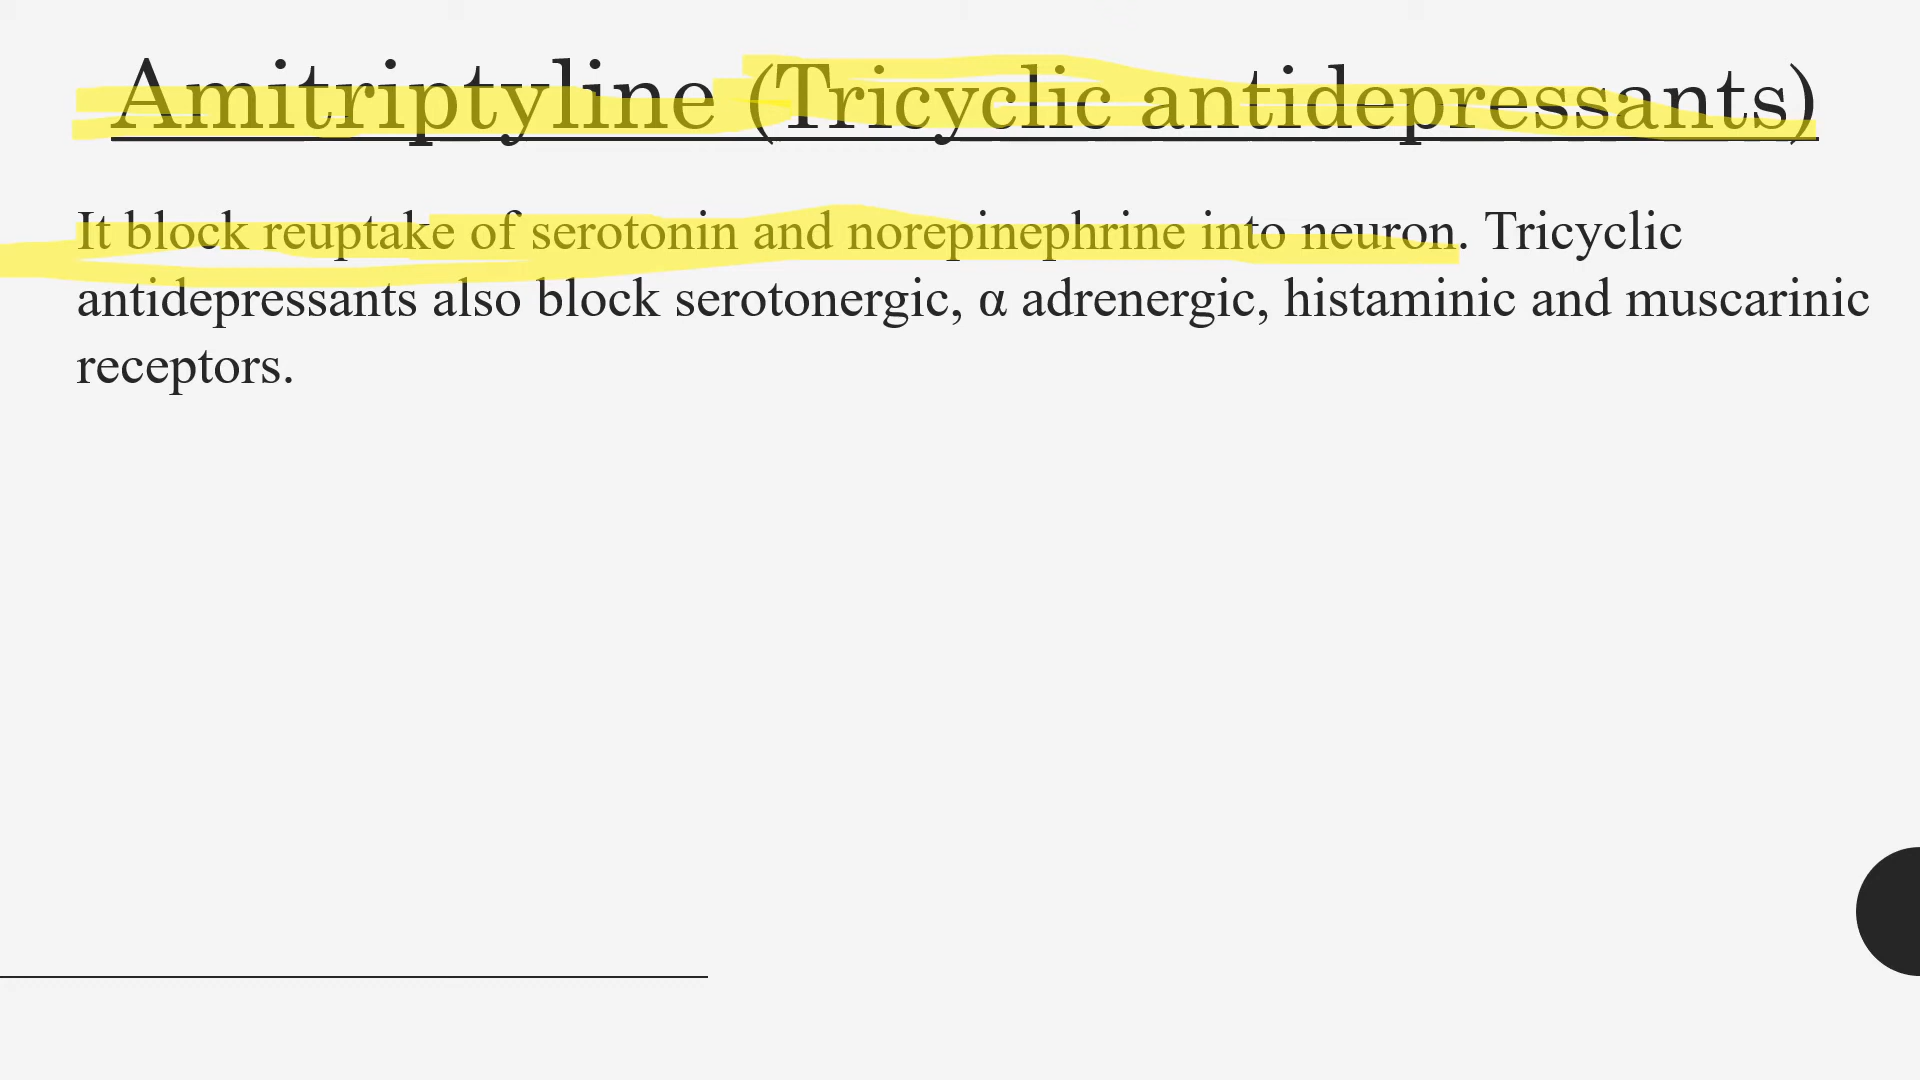 Amitriptyline (Tricyclic antidepressants)
It block reuptake of serotonin and norepinephrine into neuron. Tricyclic
antidepressants also block serotonergic, α adrenergic, histaminic and muscarinic
receptors.